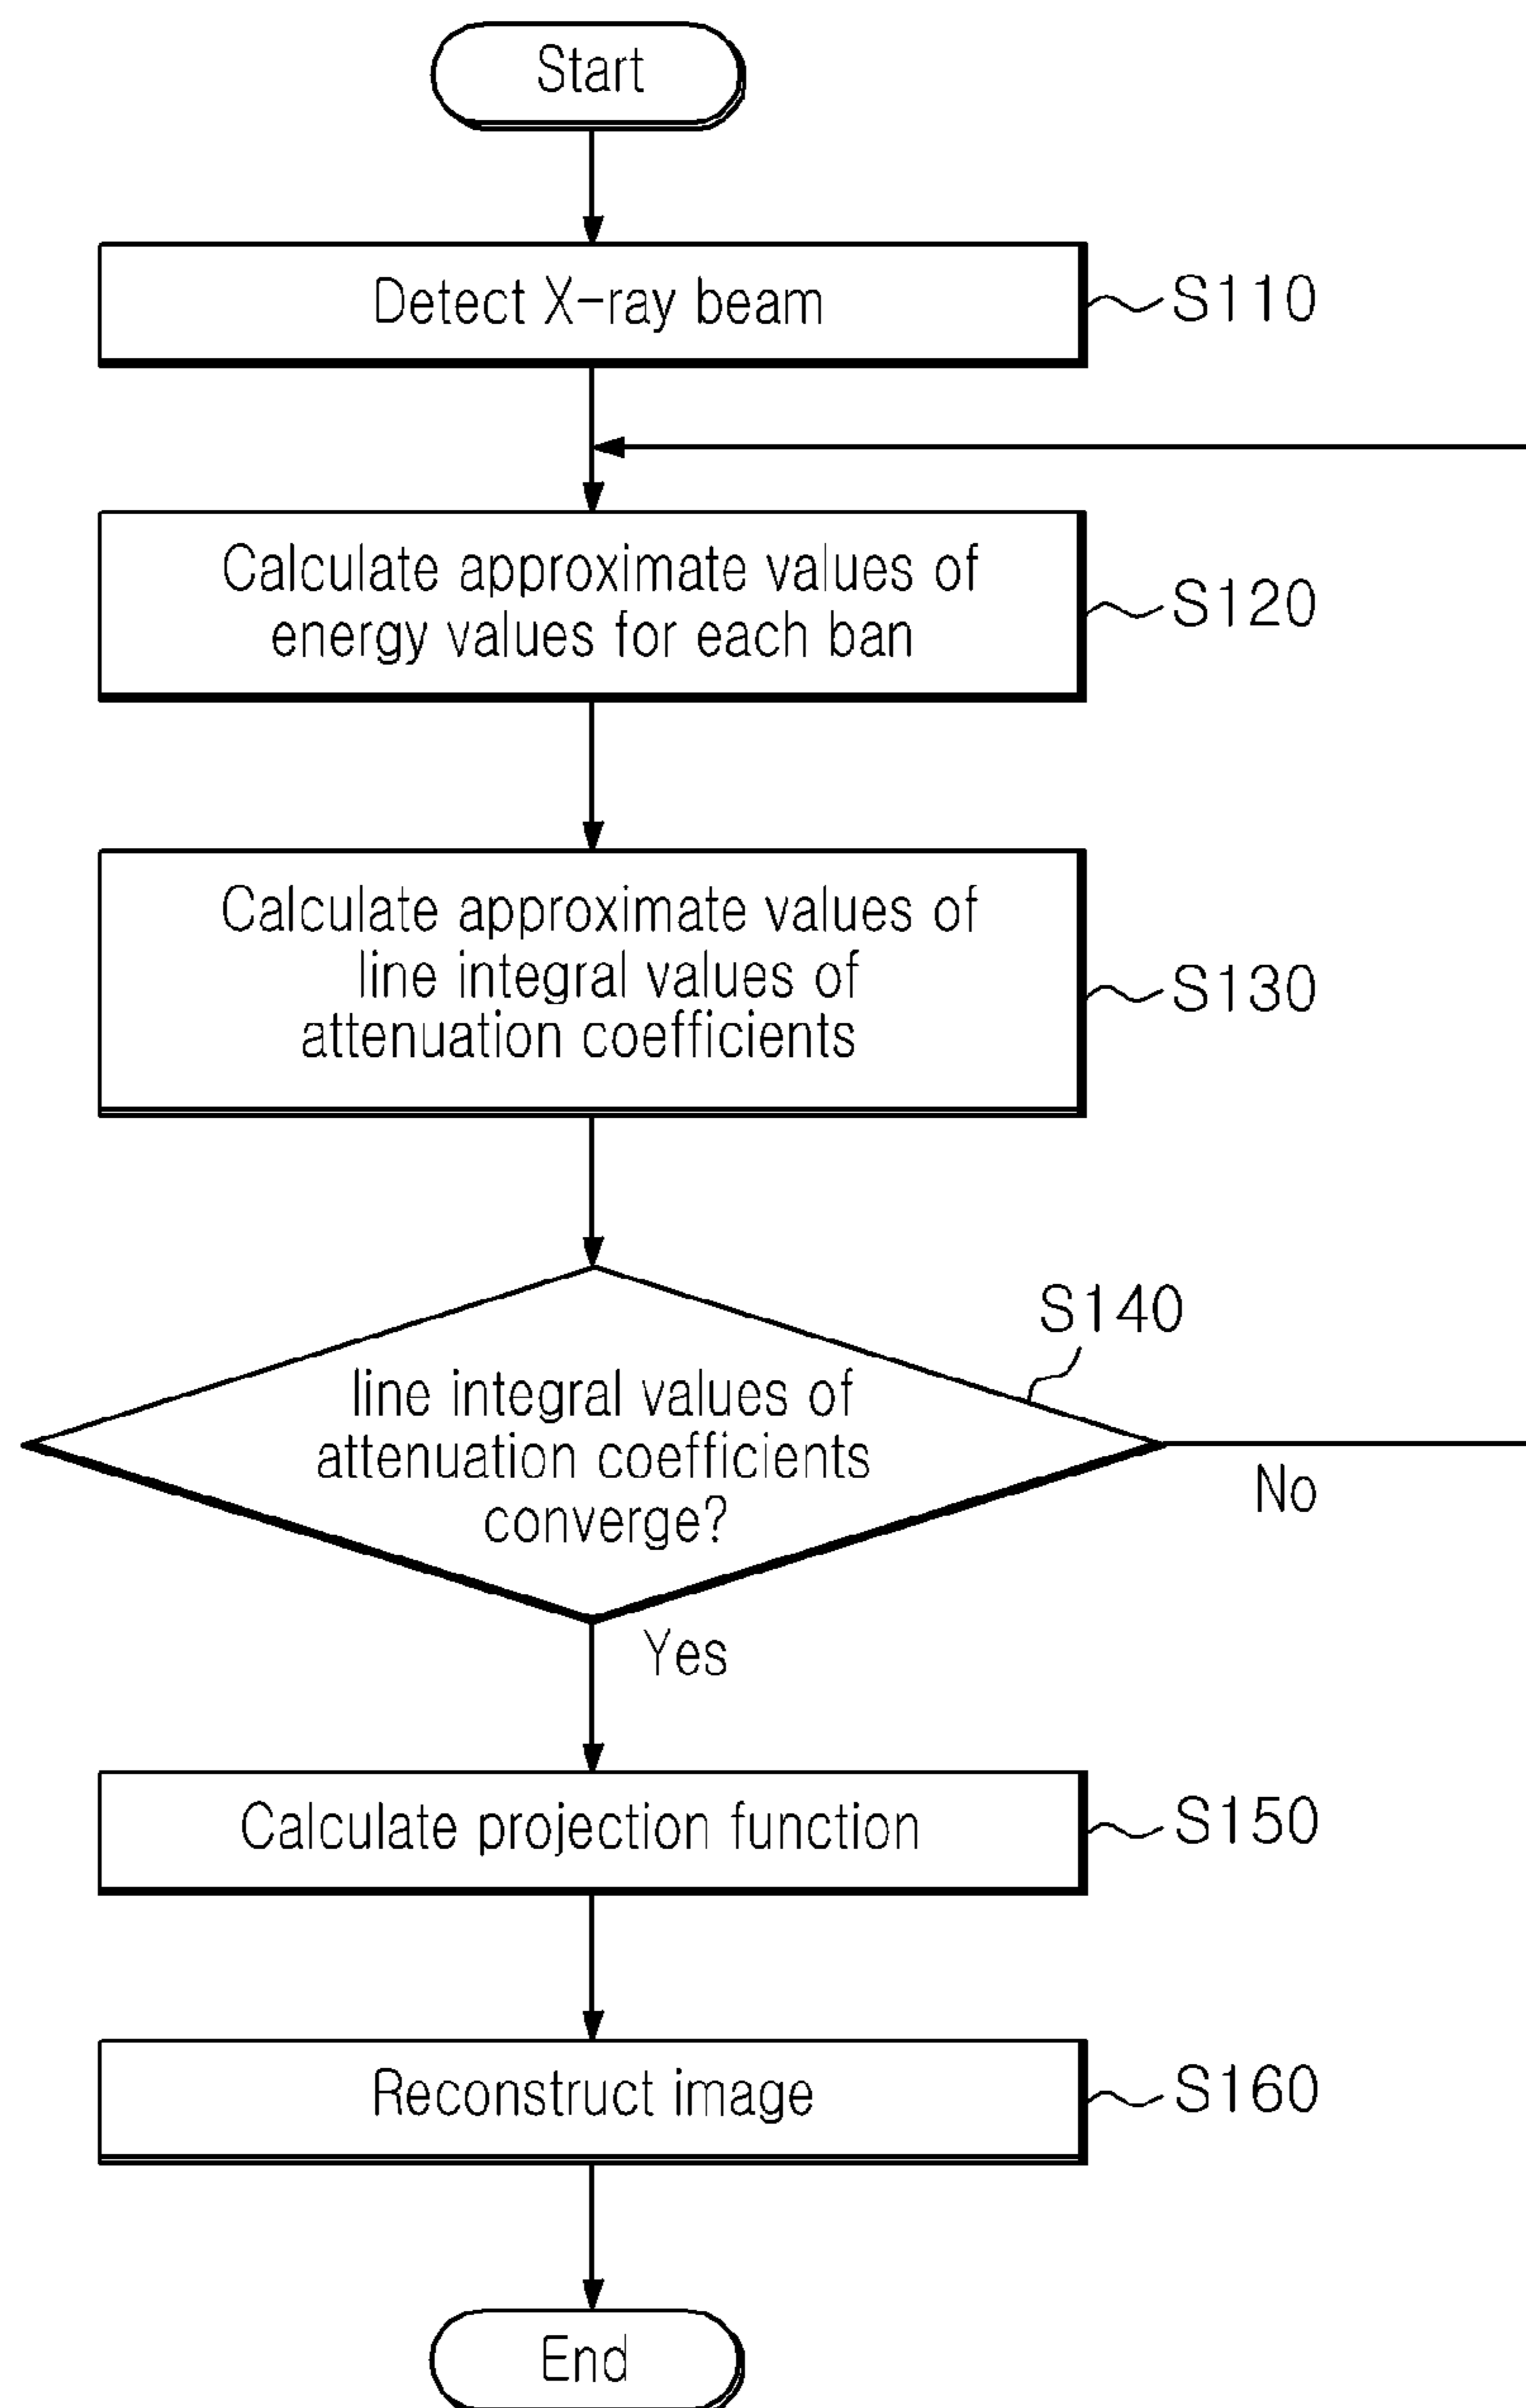 Start
Detect X-ray beam
S110
Calculate approximate values of
energy values for each ban
S120
Calculate approximate values of
line integral values of
attenuation coefficients
S130
S140
line integral values of
attenuation coefficients
converge?
No
Yes
Calculate projection function
S150
Reconstruct image
S160
End